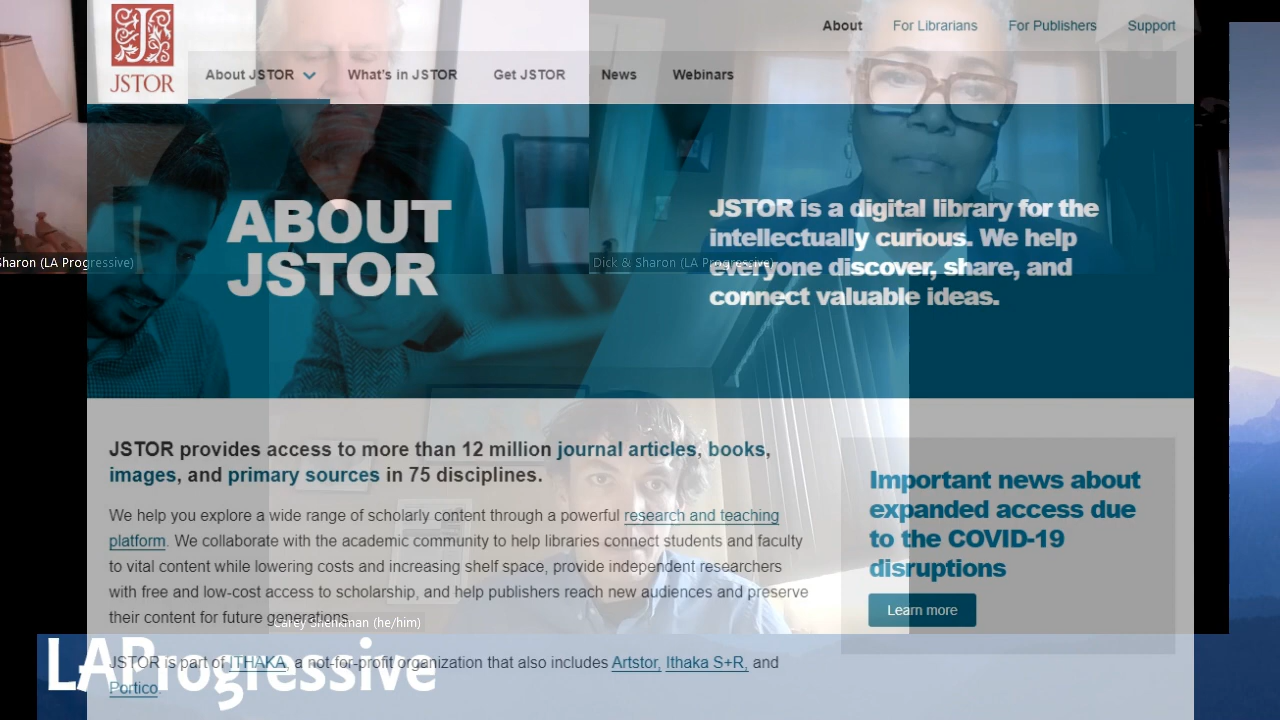 JSTOR
About
For Librarians
For Publishers
Support
About JSTOR
What's in JSTOR
Get JSTOR
News
Webinars
ABOUT
JSTOR
JSTOR is a digital library for the
intellectually curious. We help
everyone discover, share, and
connect valuable ideas.
Sharon (LA Progressive)
Dick & Sharon (LA Progressive)
JSTOR provides access to more than 12 million journal articles, books,
images, and primary sources in 75 disciplines.
We help you explore a wide range of scholarly content through a powerful research and teaching
platform. We collaborate with the academic community to help libraries connect students and faculty
to vital content while lowering costs and increasing shelf space, provide independent researchers
with free and low-cost access to scholarship, and help publishers reach new audiences and preserve
their content for future generations.
Carey Shenkman (he/him)
JSTOR is part of ITHAKA, a not-for-profit organization that also includes Artstor, Ithaka S+R, and
Portico.
Important news about
expanded access due
to the COVID-19
disruptions
Learn more
LAProgressive